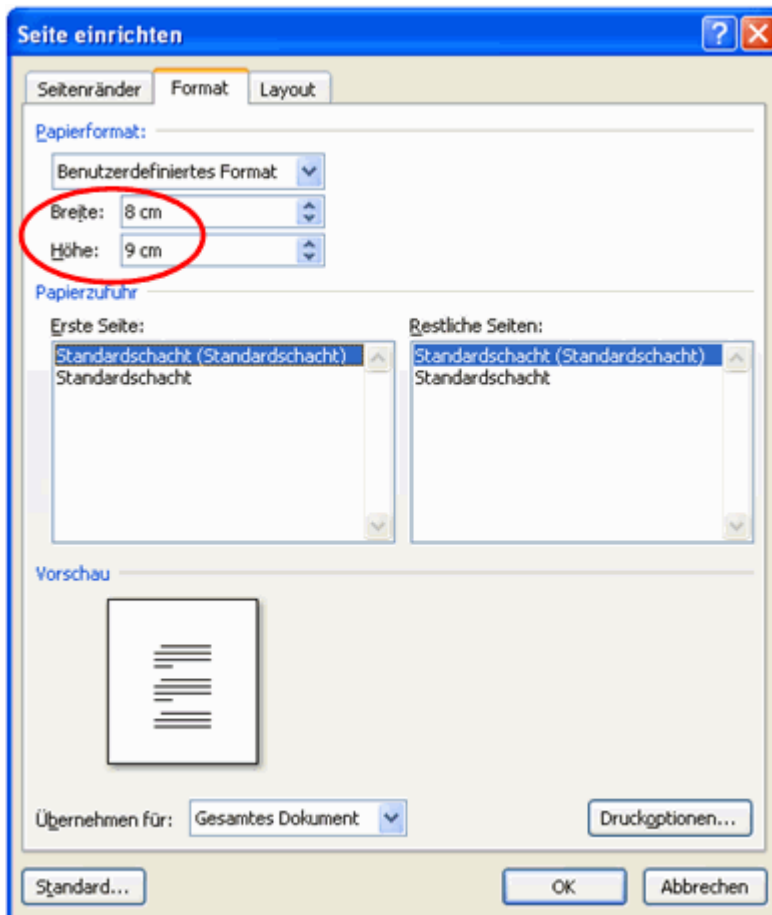 Seite einrichten
Seitenränder Format Layout
Papierformat:
Benutzerdefiniertes Format
Breite: 8 cm
Höhe: 9 cm
Papierzufuhr
Erste Seite: Restliche Seiten:
Standardschacht (Standardschacht) Standardschacht (Standardschacht)
Standardschacht Standardschacht
Vorschau
Übernehmen für: Gesamtes Dokument Druckoptionen...
Standard... OK Abbrechen